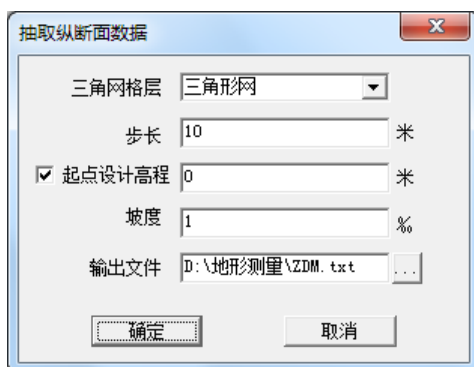 抽取纵断面数据
三角网格层 三角形网
步长 10 米
起点设计高程 0 米
坡度 1 ‰
输出文件 D:\地形测量\ZDM.txt ...
确定 取消